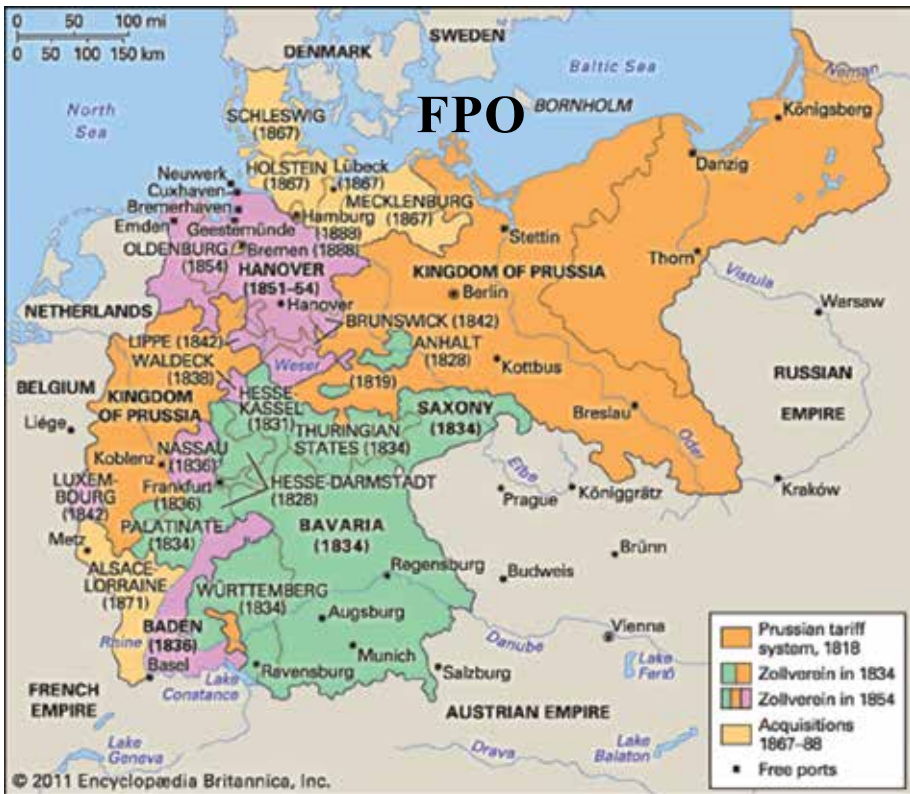 0 50 100 mi
0 50 100 150 km
SWEDEN
DENMARK
Baltic Sea
North
Sea
FPO
BORNHOLM
Neman
Königsberg
SCHLESWIG
(1867)
Danzig
HOLSTEIN
(1867)
Lübeck
(1867)
Neuwerk
Cuxhaven
Bremerhaven
Emden
Geestemünde
MECKLENBURG
(1867)
Hamburg
(1888)
Stettin
OLDENBURG
(1854)
Bremen (1888)
HANOVER
(1851–54)
Hanover
KINGDOM OF PRUSSIA
Berlin
Thorn
Vistula
Warsaw
NETHERLANDS
BRUNSWICK (1842)
LIPPE (1842)
WALDECK
(1838)
Weser
ANHALT
(1828)
Kottbus
RUSSIAN
EMPIRE
BELGIUM
KINGDOM
OF PRUSSIA
HESSE-
KASSEL
(1831)
(1819)
SAXONY
(1834)
Breslau
Oder
Liége
THURINGIAN
STATES (1834)
NASSAU
(1836)
Koblenz
Frankfurt
(1836)
HESSE-DARMSTADT
(1828)
Elbe
Prague
Königgrätz
Kraków
LUXEM-
BOURG
(1842)
PALATINATE
(1834)
BAVARIA
(1834)
Metz
Brünn
ALSACE-
LORRAINE
(1871)
Regensburg
Budweis
WÜRTTEMBERG
(1834)
Augsburg
Vienna
Rhine
BADEN
(1836)
Danube
Munich
Basel
Ravensburg
Salzburg
Lake
Constance
Lake
Fertő
FRENCH
EMPIRE
AUSTRIAN EMPIRE
Lake
Geneva
Drava
Lake
Balaton
Prussian tariff
system, 1818
Zollverein in 1834
Zollverein in 1854
Acquisitions
1867–88
Free ports
© 2011 Encyclopædia Britannica, Inc.